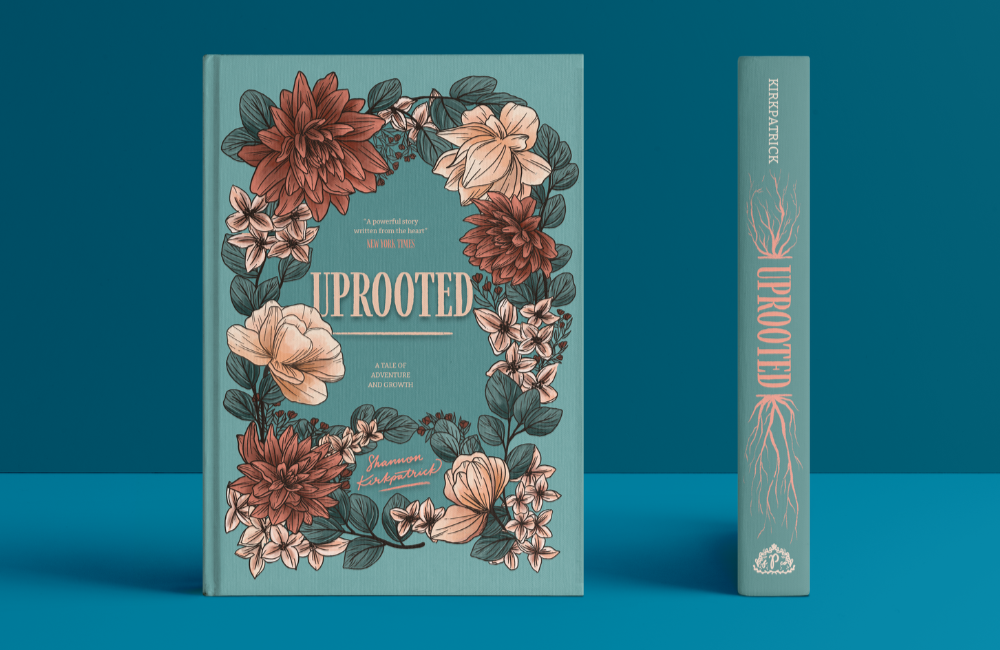 "A powerful story
written from the heart"
NEW YORK TIMES
UPROOTED
A TALE OF
ADVENTURE
AND GROWTH
Shannon
Kirkpatrick
KIRKPATRICK
UPROOTED
P